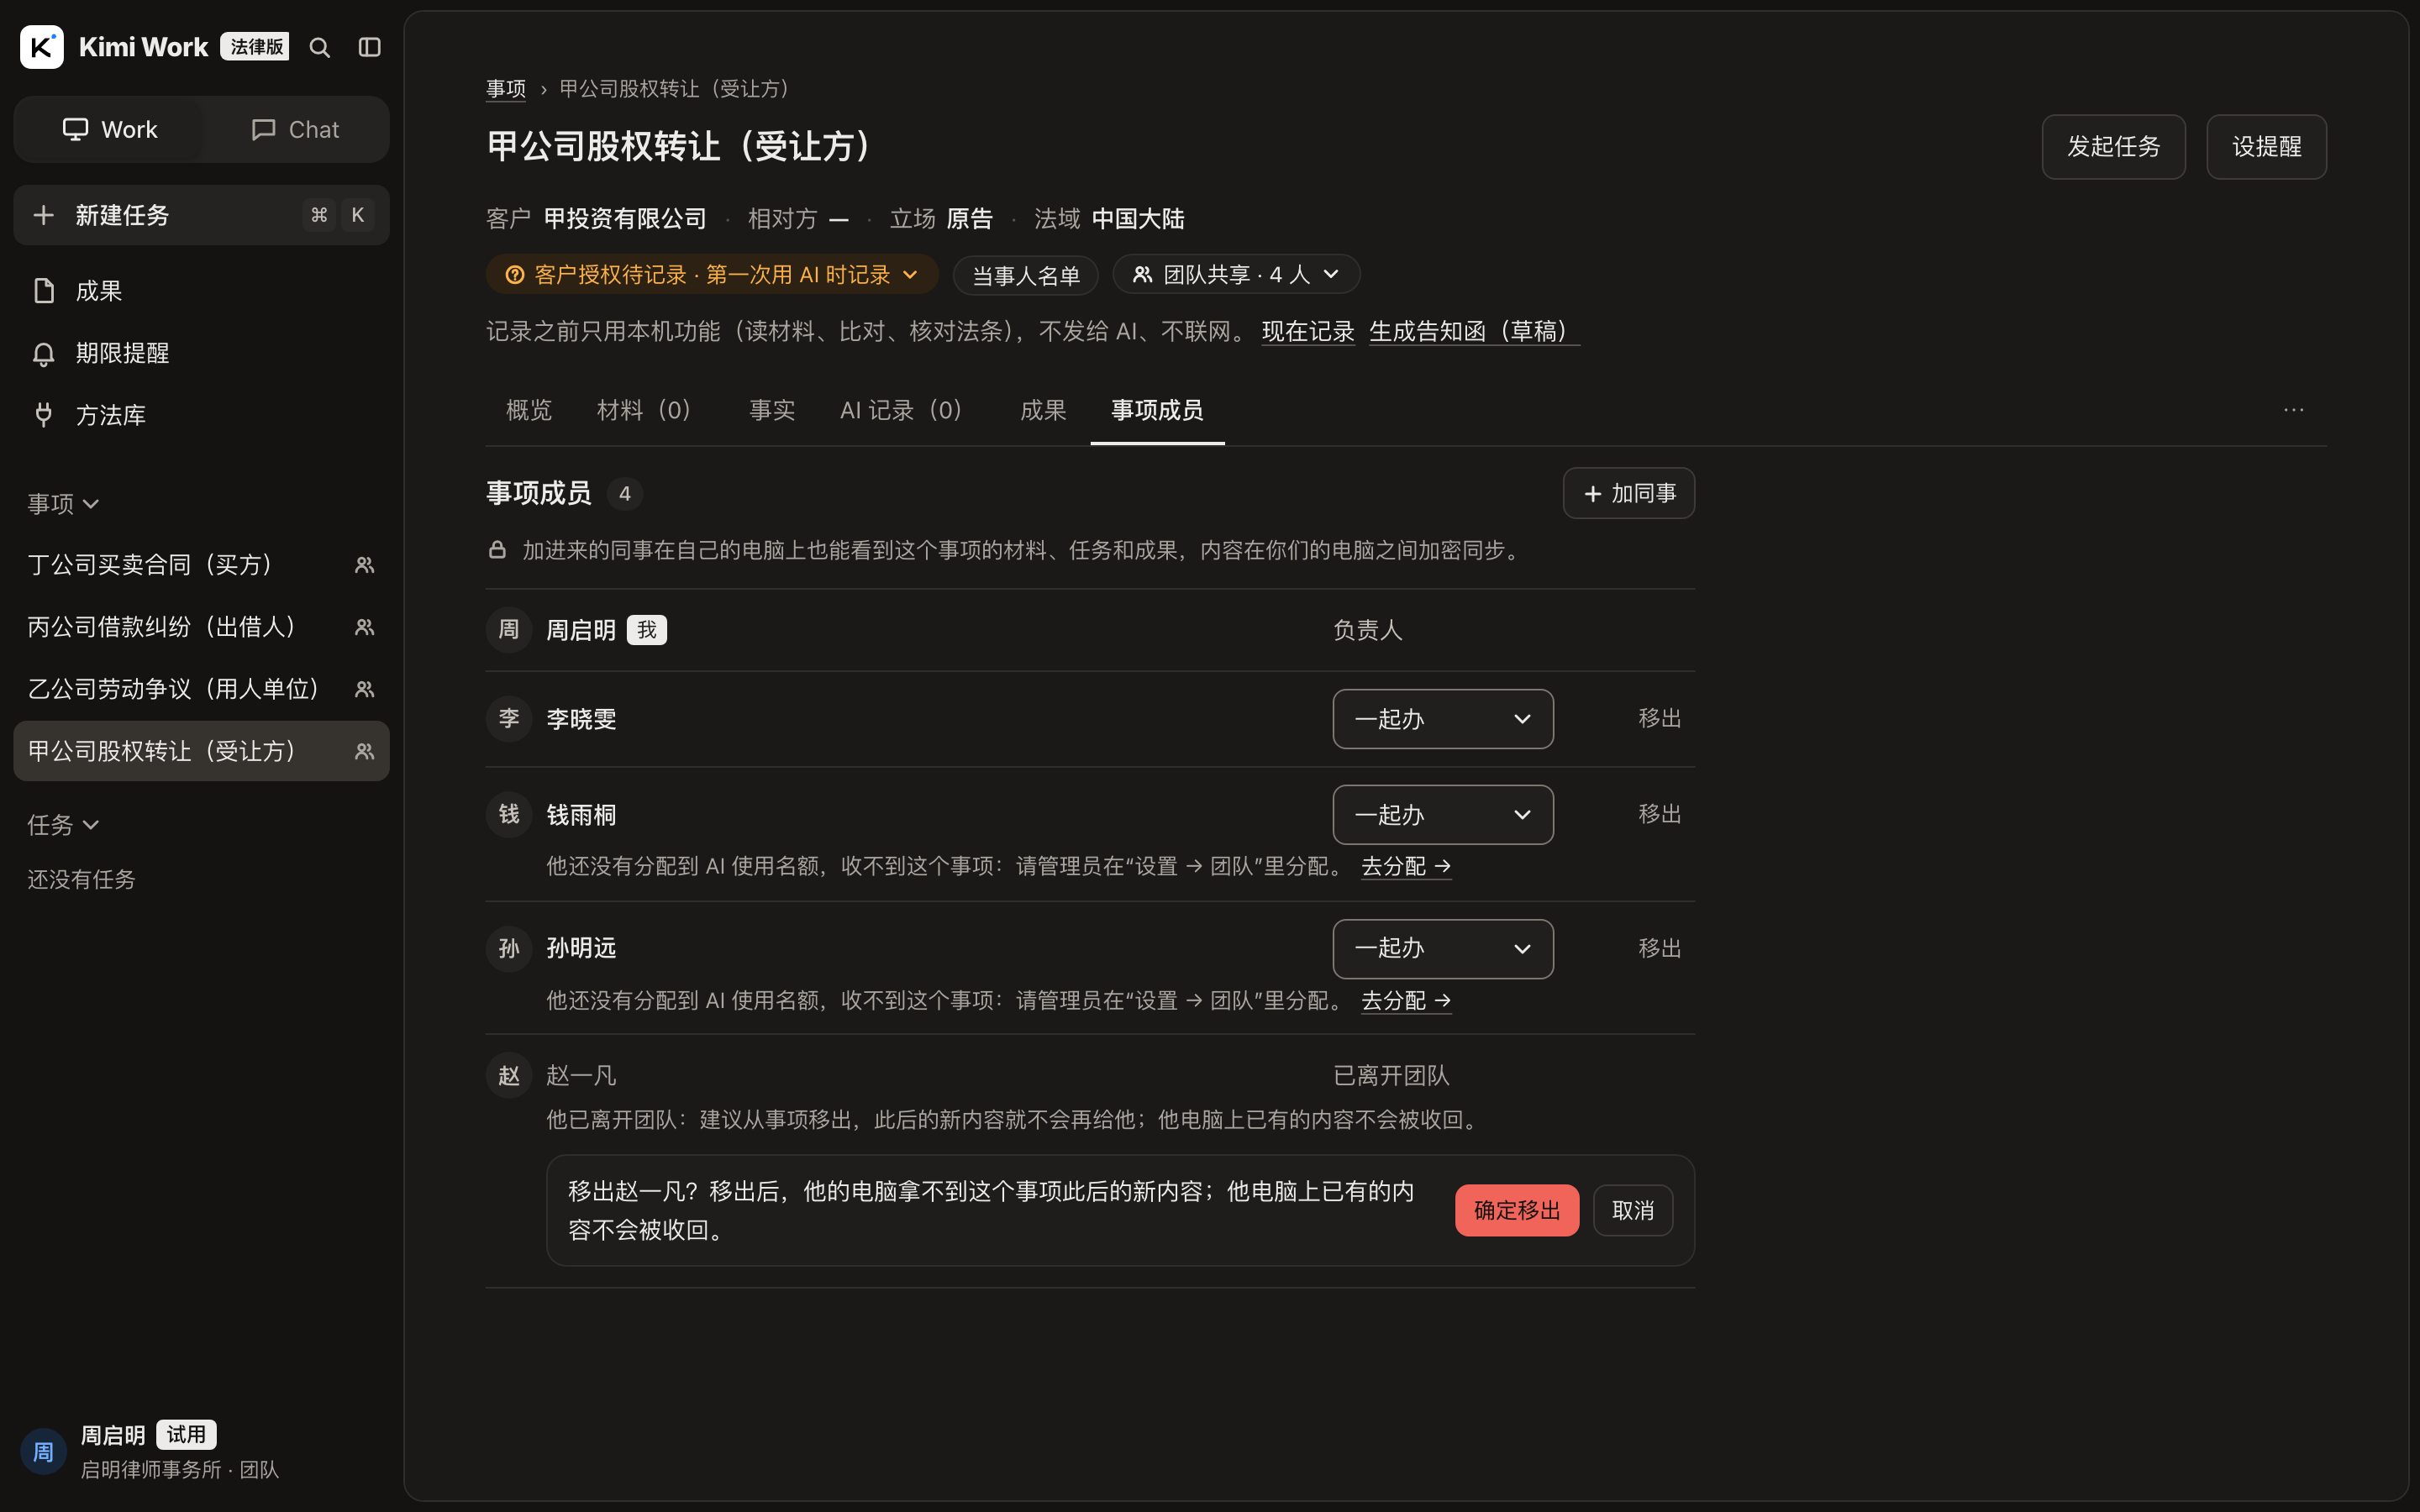 Kimi Work 法律版
Work
Chat
新建任务 ⌘ K
成果
期限提醒
方法库
事项
丁公司买卖合同（买方）
丙公司借款纠纷（出借人）
乙公司劳动争议（用人单位）
甲公司股权转让（受让方）
任务
还没有任务
周 周启明 试用
启明律师事务所 · 团队
事项 › 甲公司股权转让（受让方）
甲公司股权转让（受让方）
发起任务
设提醒
客户 甲投资有限公司 · 相对方 — · 立场 原告 · 法域 中国大陆
客户授权待记录 · 第一次用 AI 时记录
当事人名单
团队共享 · 4 人
记录之前只用本机功能（读材料、比对、核对法条），不发给 AI、不联网。 现在记录 生成告知函（草稿）
概览 材料（0） 事实 AI 记录（0） 成果 事项成员 ···
事项成员 4
+ 加同事
加进来的同事在自己的电脑上也能看到这个事项的材料、任务和成果，内容在你们的电脑之间加密同步。
周 周启明 我 负责人
李 李晓雯 一起办 移出
钱 钱雨桐 一起办 移出
他还没有分配到 AI 使用名额，收不到这个事项：请管理员在“设置 → 团队”里分配。 去分配 →
孙 孙明远 一起办 移出
他还没有分配到 AI 使用名额，收不到这个事项：请管理员在“设置 → 团队”里分配。 去分配 →
赵 赵一凡 已离开团队
他已离开团队：建议从事项移出，此后的新内容就不会再给他；他电脑上已有的内容不会被收回。
移出赵一凡？移出后，他的电脑拿不到这个事项此后的新内容；他电脑上已有的内
容不会被收回。
确定移出
取消